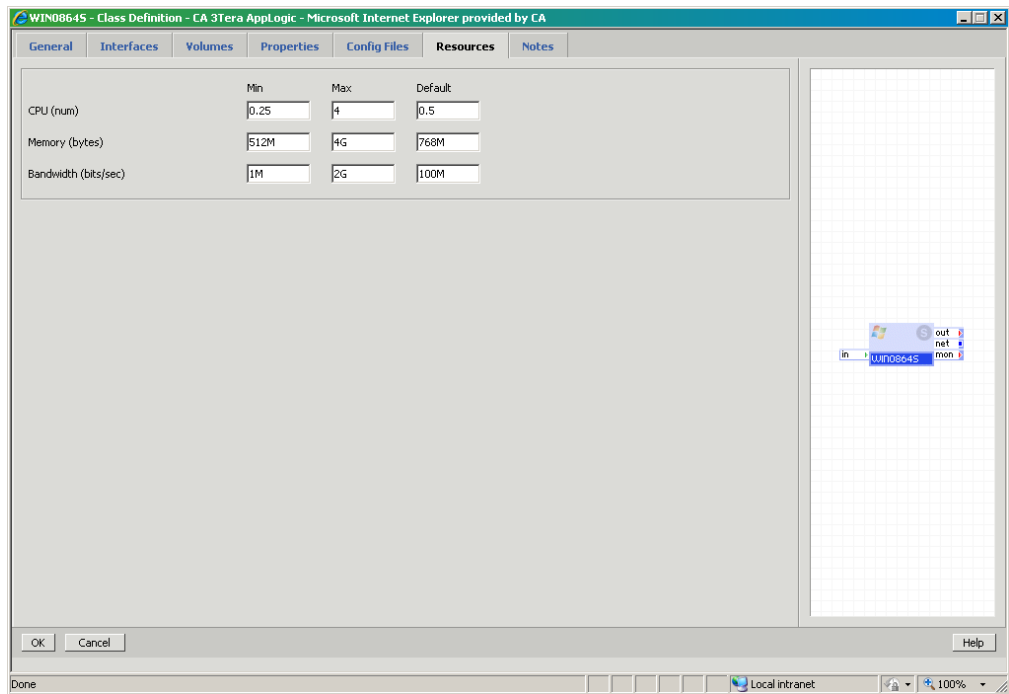 WIN0864S - Class Definition - CA 3Tera AppLogic - Microsoft Internet Explorer provided by CA
General Interfaces Volumes Properties Config Files Resources Notes
Min Max Default
CPU (num) 0.25 4 0.5
Memory (bytes) 512M 4G 768M
Bandwidth (bits/sec) 1M 2G 100M
S out
net
in WIN0864S mon
OK Cancel Help
Done Local intranet 100%